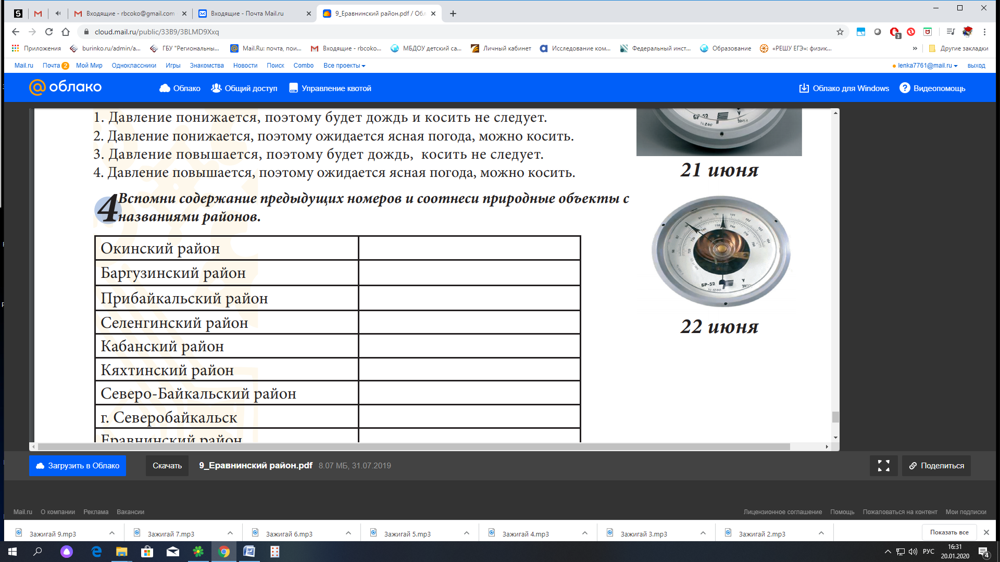 Входящие - rbcoko@gmail.com
Входящие - Почта Mail.ru
9_Еравнинский район.pdf / Обл
cloud.mail.ru/public/33B9/3BLMD9Xxq
3
Приложения
burinko.ru/admin/a...
ГБУ "Региональны...
Mail.Ru: почта, пои...
Входящие - rbcoko...
МБДОУ детский са...
Личный кабинет
Исследование ком...
Федеральный инст...
Образование
«РЕШУ ЕГЭ»: физик...
»
Другие закладки
Mail.ru
Почта 2
Мой Мир
Одноклассники
Игры
Знакомства
Новости
Поиск
Combo
Все проекты
lenka7761@mail.ru
выход
облако
Облако
Общий доступ
Управление квотой
Облако для Windows
Видеопомощь
1. Давление понижается, поэтому будет дождь и косить не следует.
2. Давление понижается, поэтому ожидается ясная погода, можно косить.
3. Давление повышается, поэтому будет дождь, косить не следует.
4. Давление повышается, поэтому ожидается ясная погода, можно косить.
21 июня
4 Вспомни содержание предыдущих номеров и соотнеси природные объекты с
названиями районов.
Окинский район
Баргузинский район
Прибайкальский район
Селенгинский район
Кабанский район
Кяхтинский район
Северо-Байкальский район
г. Северобайкальск
Еравнинский район
БР-52
У
22 июня
Загрузить в Облако
Скачать
9_Еравнинский район.pdf
8.07 МБ, 31.07.2019
Поделиться
Mail.ru
О компании
Реклама
Вакансии
Лицензионное соглашение
Помощь
Пожаловаться на контент
Мои подписки
Зажигай 9.mp3
Зажигай 7.mp3
Зажигай 6.mp3
Зажигай 5.mp3
Зажигай 4.mp3
Зажигай 3.mp3
Зажигай 2.mp3
Показать все
РУС
16:31
20.01.2020
4